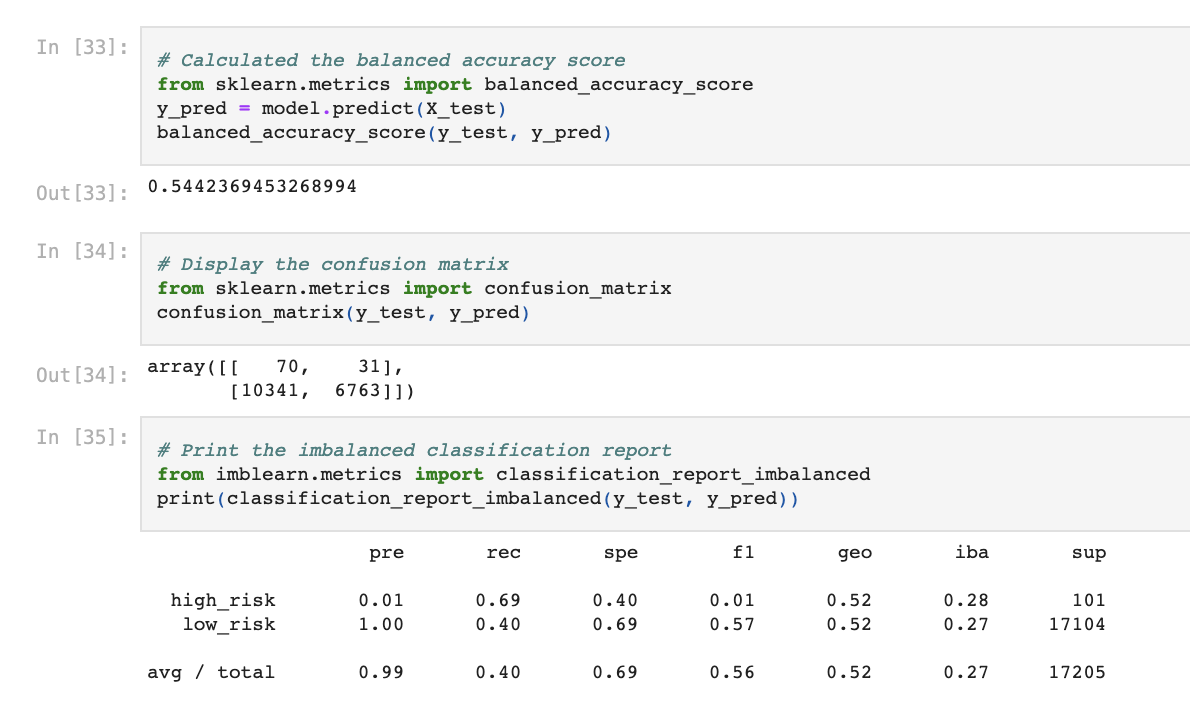 In [33]:
# Calculated the balanced accuracy score
from sklearn.metrics import balanced_accuracy_score
y_pred = model.predict(X_test)
balanced_accuracy_score(y_test, y_pred)
Out[33]: 0.5442369453268994
In [34]:
# Display the confusion matrix
from sklearn.metrics import confusion_matrix
confusion_matrix(y_test, y_pred)
Out[34]:
array([[   70,    31],
       [10341,  6763]])
In [35]:
# Print the imbalanced classification report
from imblearn.metrics import classification_report_imbalanced
print(classification_report_imbalanced(y_test, y_pred))
pre rec spe f1 geo iba sup
high_risk 0.01 0.69 0.40 0.01 0.52 0.28 101
low_risk 1.00 0.40 0.69 0.57 0.52 0.27 17104
avg / total 0.99 0.40 0.69 0.56 0.52 0.27 17205